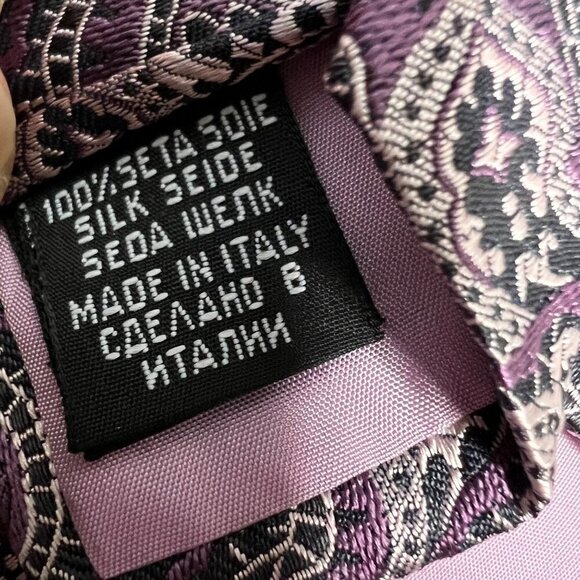 100%SETA SOIE
SILK SEIDE
SEDA ШЕЛК
MADE IN ITALY
СДЕЛАНО В
ИТАЛИИ